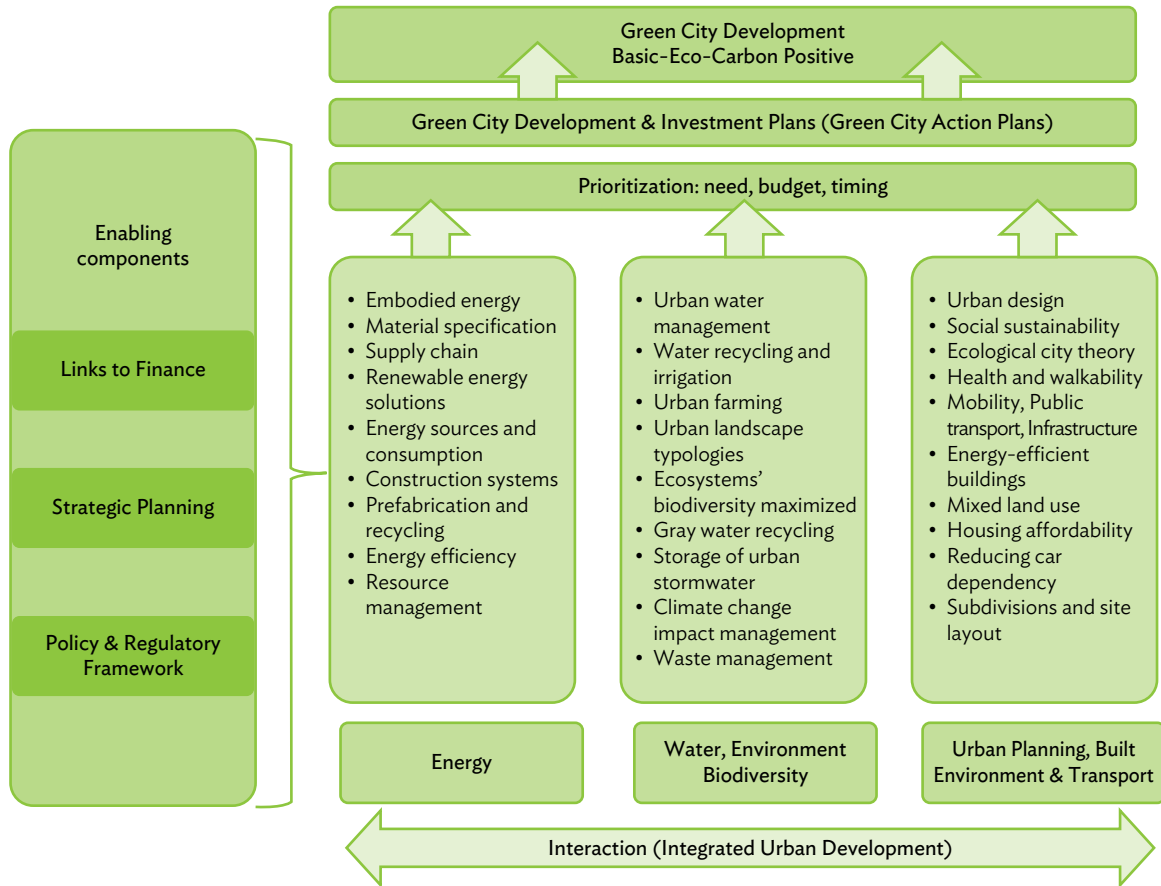 Green City Development
Basic-Eco-Carbon Positive
Green City Development & Investment Plans (Green City Action Plans)
Prioritization: need, budget, timing
Enabling
components
Links to Finance
Strategic Planning
Policy & Regulatory
Framework
• Embodied energy
• Material specification
• Supply chain
• Renewable energy
solutions
• Energy sources and
consumption
• Construction systems
• Prefabrication and
recycling
• Energy efficiency
• Resource
management
• Urban water
management
• Water recycling and
irrigation
• Urban farming
• Urban landscape
typologies
• Ecosystems’
biodiversity maximized
• Gray water recycling
• Storage of urban
stormwater
• Climate change
impact management
• Waste management
• Urban design
• Social sustainability
• Ecological city theory
• Health and walkability
• Mobility, Public
transport, Infrastructure
• Energy-efficient
buildings
• Mixed land use
• Housing affordability
• Reducing car
dependency
• Subdivisions and site
layout
Energy
Water, Environment
Biodiversity
Urban Planning, Built
Environment & Transport
Interaction (Integrated Urban Development)